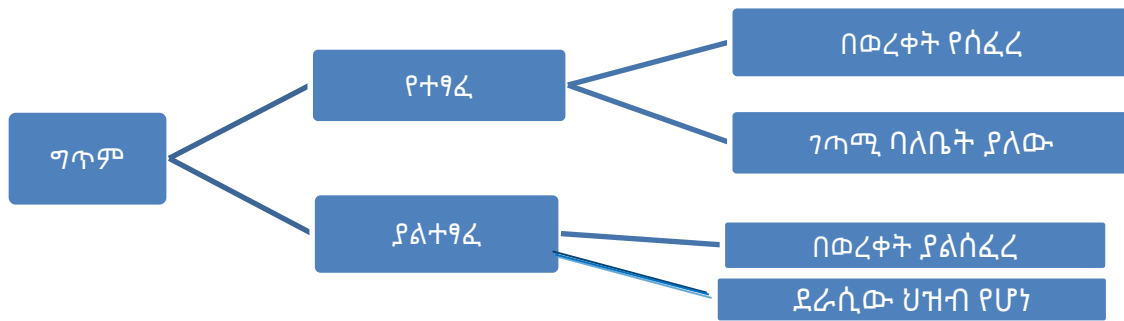 ግጥም
የተፃፈ
በወረቀት የሰፈረ
ገጣሚ ባለቤት ያለው
ያልተፃፈ
በወረቀት ያልሰፈረ
ደራሲው ህዝብ የሆነ